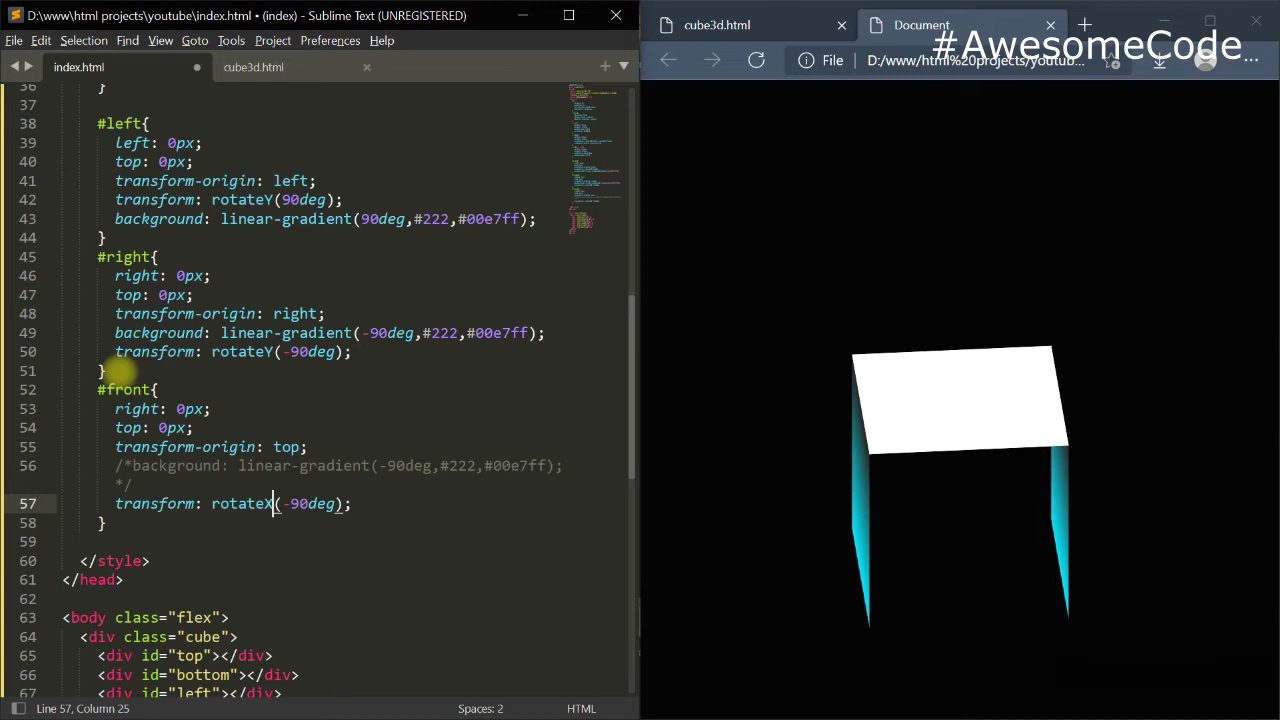 D:\www\html projects\youtube\index.html • (index) - Sublime Text (UNREGISTERED)
File Edit Selection Find View Goto Tools Project Preferences Help
index.html
cube3d.html
36 }
37
38 #left{
39 left: 0px;
40 top: 0px;
41 transform-origin: left;
42 transform: rotateY(90deg);
43 background: linear-gradient(90deg,#222,#00e7ff);
44 }
45 #right{
46 right: 0px;
47 top: 0px;
48 transform-origin: right;
49 background: linear-gradient(-90deg,#222,#00e7ff);
50 transform: rotateY(-90deg);
51 }
52 #front{
53 right: 0px;
54 top: 0px;
55 transform-origin: top;
56 /*background: linear-gradient(-90deg,#222,#00e7ff);
*/
57 transform: rotateX(-90deg);
58 }
59
60 </style>
61 </head>
62
63 <body class="flex">
64 <div class="cube">
65 <div id="top"></div>
66 <div id="bottom"></div>
67 <div id="left"></div>
Line 57, Column 25
Spaces: 2
HTML
cube3d.html
Document
#AwesomeCode
File
D:/www/html%20projects/youtub...